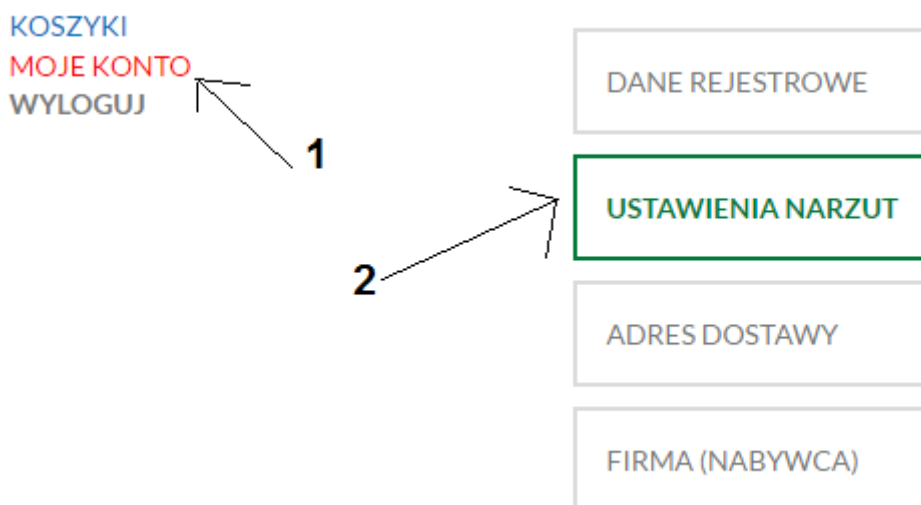 KOSZYKI
MOJE KONTO
WYLOGUJ
1
2
DANE REJESTROWE
USTAWIENIA NARZUT
ADRES DOSTAWY
FIRMA (NABYWCA)